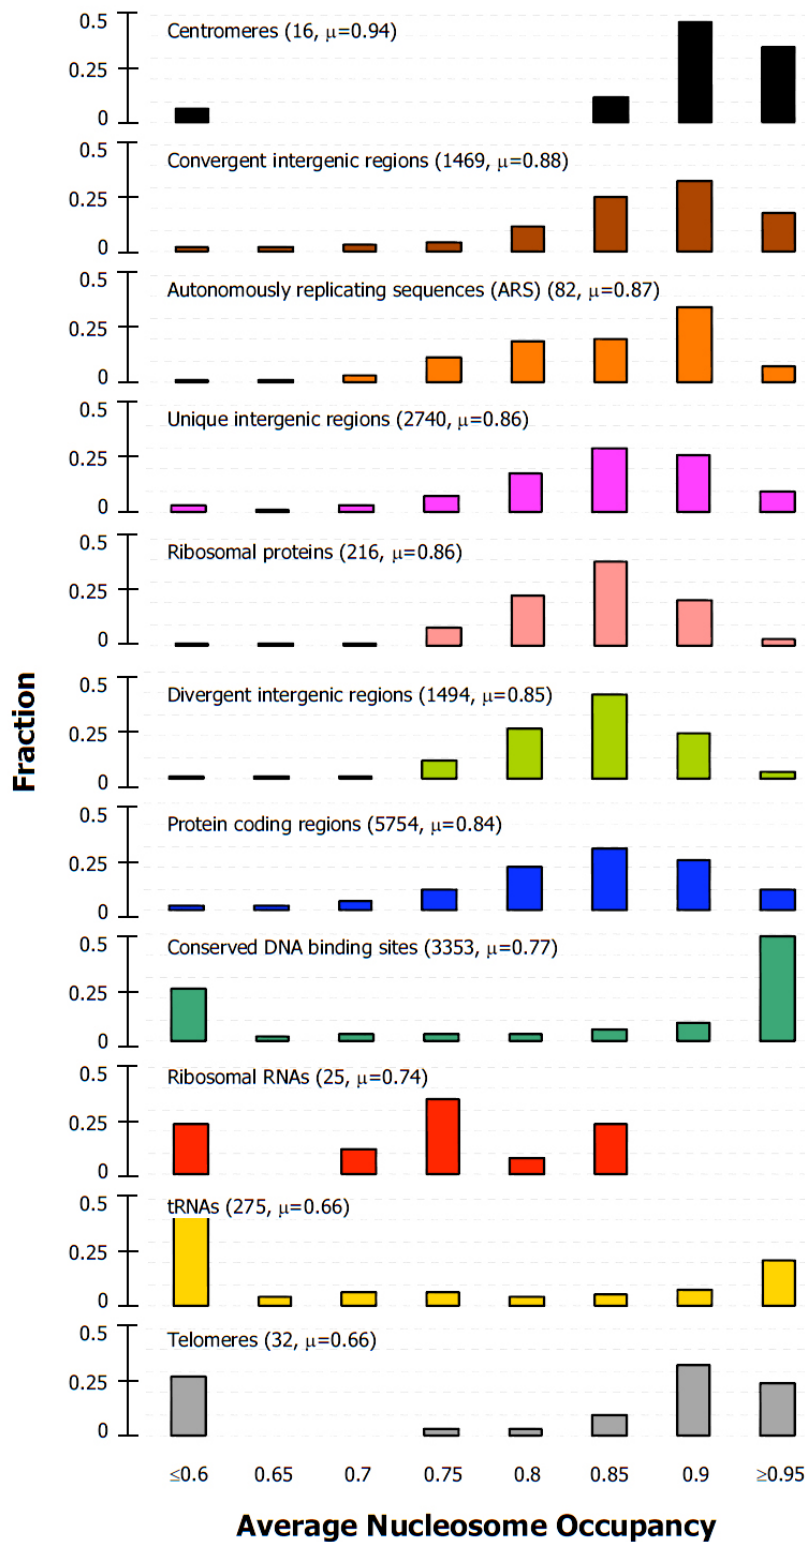 0.5
Centromeres (16, μ=0.94)
0.25
0
0.5
Convergent intergenic regions (1469, μ=0.88)
0.25
0
0.5
Autonomously replicating sequences (ARS) (82, μ=0.87)
0.25
0
0.5
Unique intergenic regions (2740, μ=0.86)
0.25
0
0.5
Ribosomal proteins (216, μ=0.86)
0.25
0
0.5
Divergent intergenic regions (1494, μ=0.85)
0.25
0
0.5
Protein coding regions (5754, μ=0.84)
0.25
0
0.5
Conserved DNA binding sites (3353, μ=0.77)
0.25
0
0.5
Ribosomal RNAs (25, μ=0.74)
0.25
0
0.5
tRNAs (275, μ=0.66)
0.25
0
0.5
Telomeres (32, μ=0.66)
0.25
0
Fraction
≤0.6 0.65 0.7 0.75 0.8 0.85 0.9 ≥0.95
Average Nucleosome Occupancy